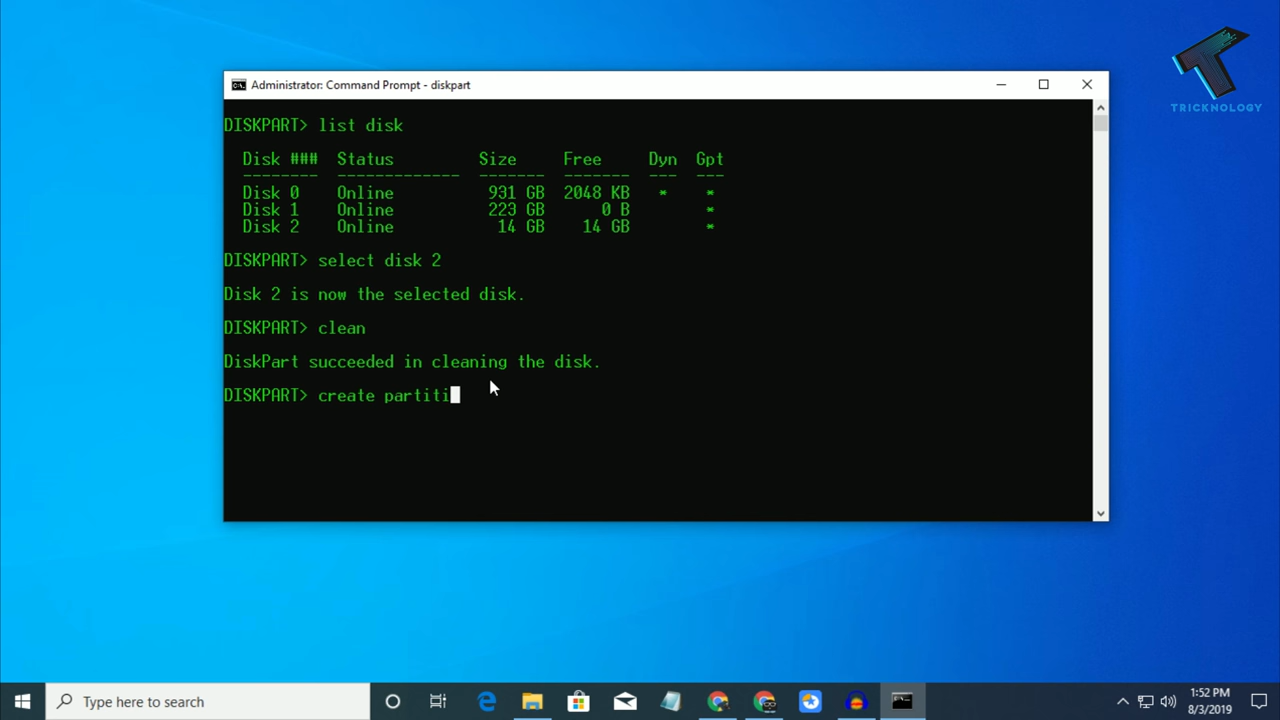 TRICKNOLOGY
Administrator: Command Prompt - diskpart
DISKPART> list disk
Disk ### Status Size Free Dyn Gpt
-------- ------------- ------- ------- --- ---
Disk 0 Online 931 GB 2048 KB * *
Disk 1 Online 223 GB 0 B *
Disk 2 Online 14 GB 14 GB *
DISKPART> select disk 2
Disk 2 is now the selected disk.
DISKPART> clean
DiskPart succeeded in cleaning the disk.
DISKPART> create partiti
Type here to search
1:52 PM
8/3/2019